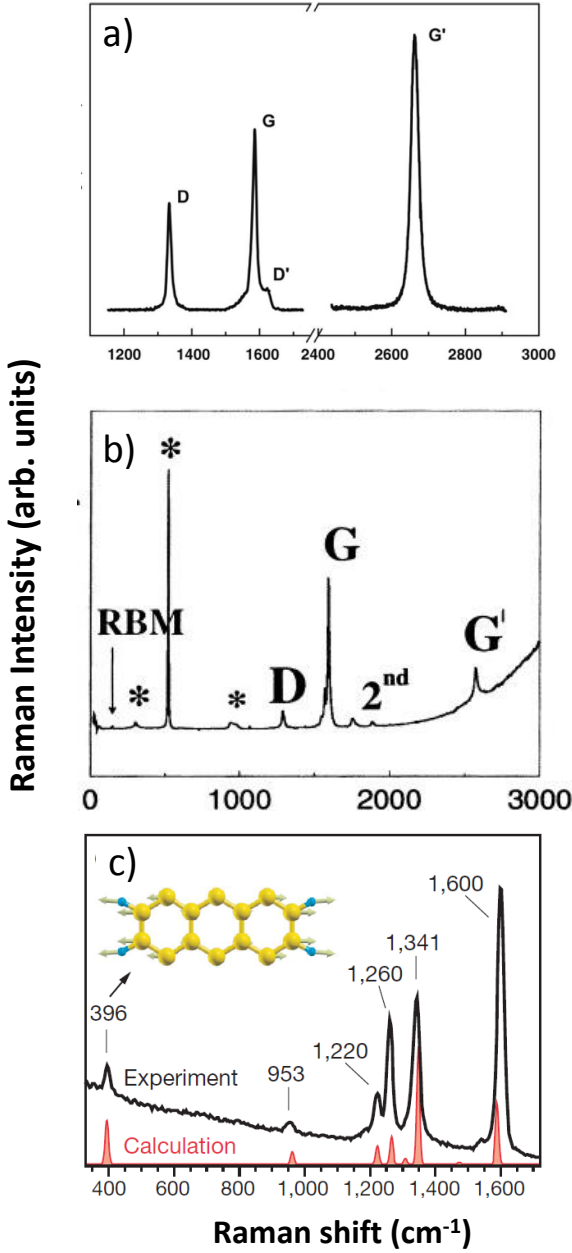 a)
G'
G
D
D'
1200 1400 1600 2400 2600 2800 3000
Raman Intensity (arb. units)
b)
*
G
RBM
G'
* * D 2nd
0 1000 2000 3000
c)
1,600
1,341
1,260
396
1,220
953
Experiment
Calculation
400 600 800 1,000 1,200 1,400 1,600
Raman shift (cm-1)